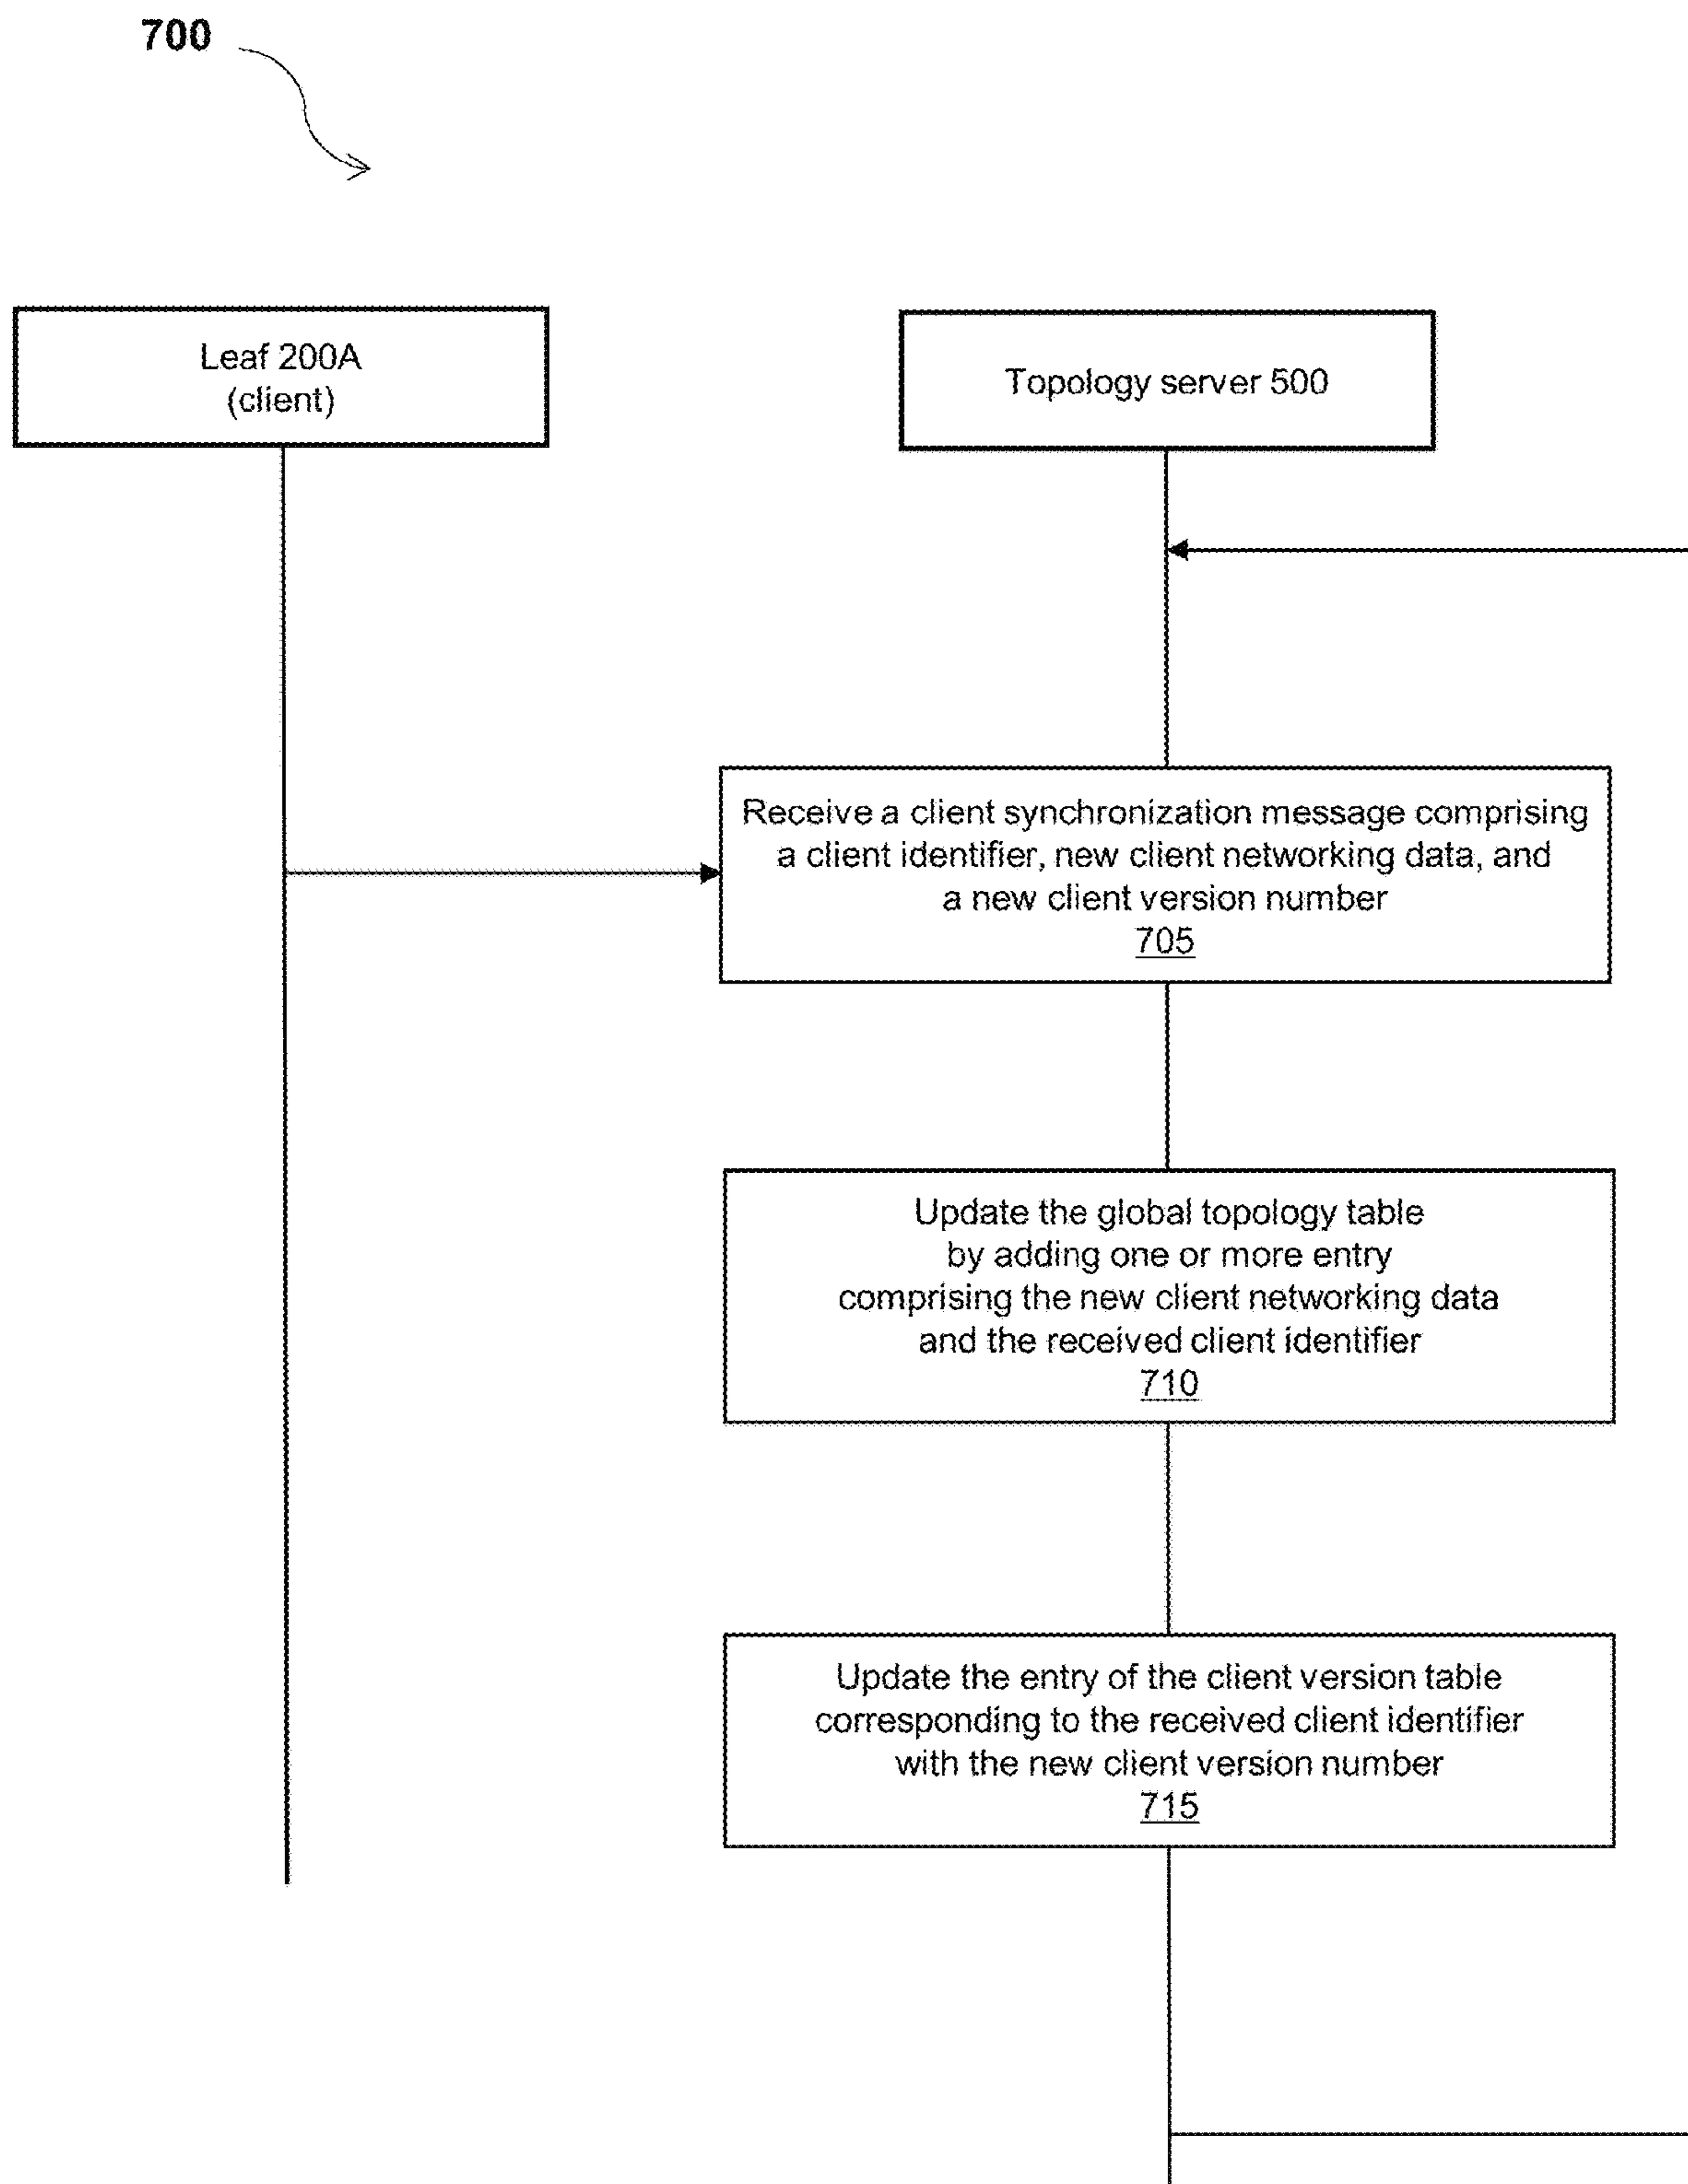 700
Leaf 200A
(client)
Topology server 500
Receive a client synchronization message comprising
a client identifier, new client networking data, and
a new client version number
705
Update the global topology table
by adding one or more entry
comprising the new client networking data
and the received client identifier
710
Update the entry of the client version table
corresponding to the received client identifier
with the new client version number
715